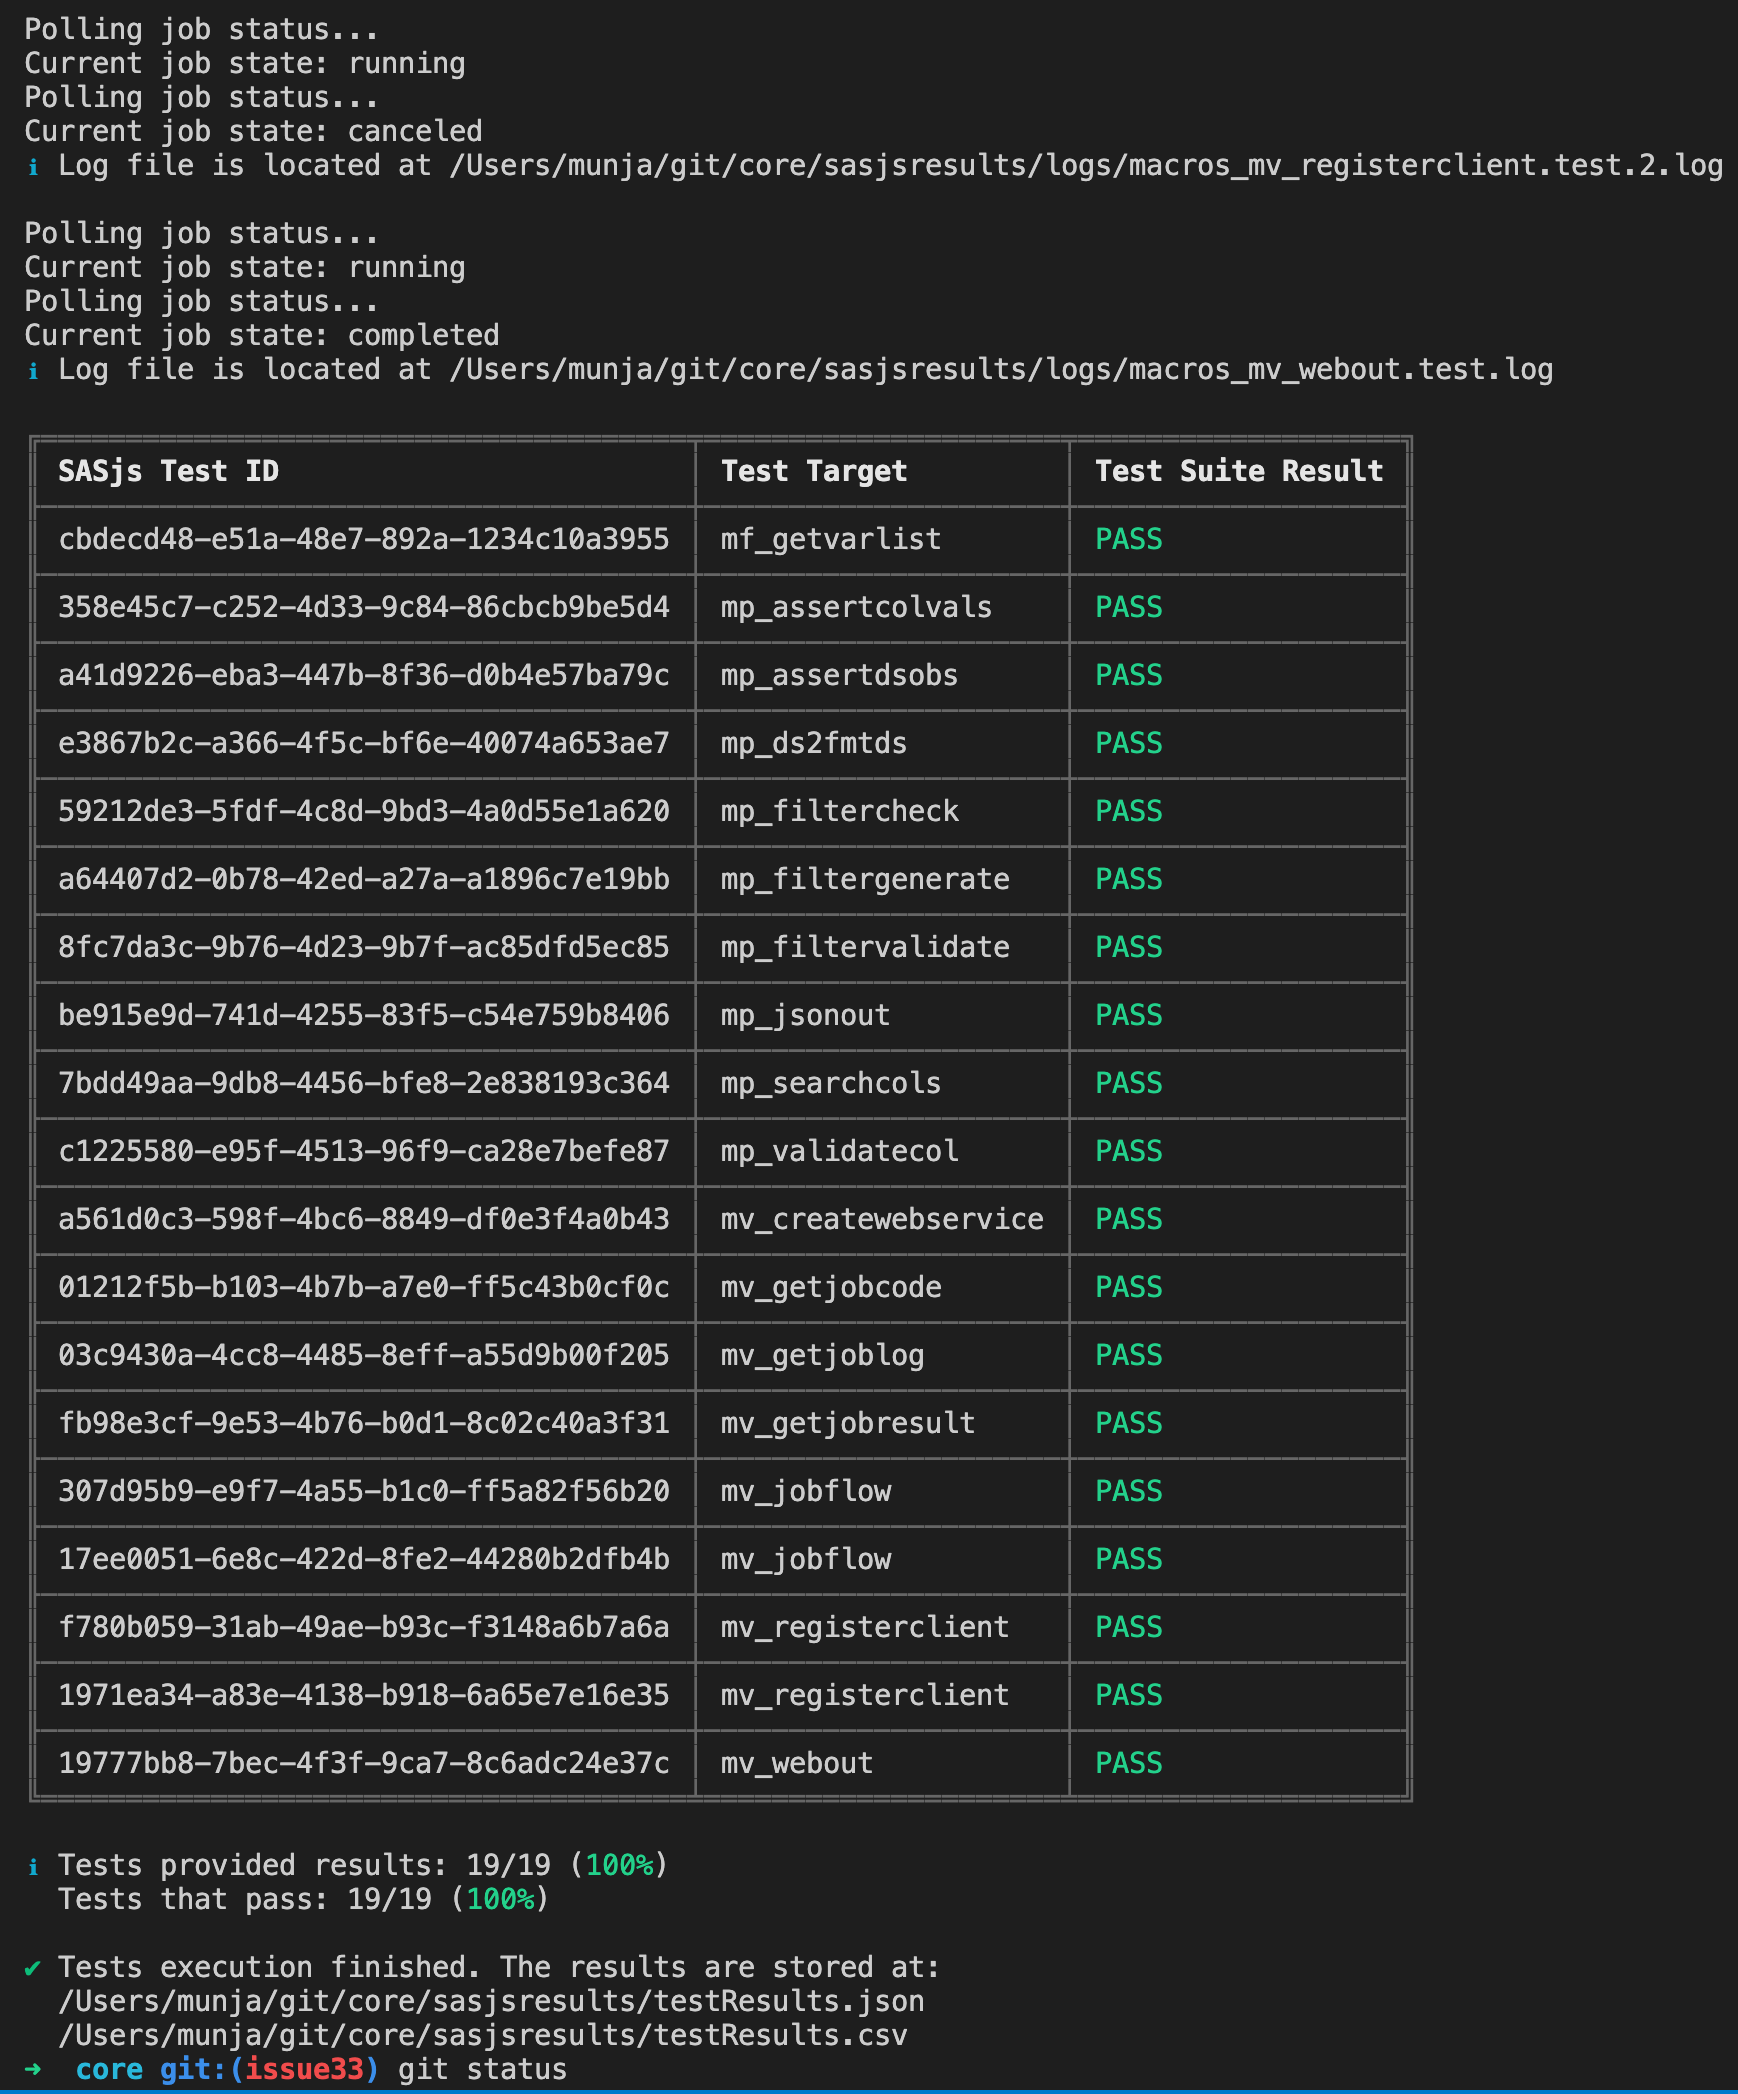 Polling job status...
Current job state: running
Polling job status...
Current job state: canceled
ℹ Log file is located at /Users/munja/git/core/sasjsresults/logs/macros_mv_registerclient.test.2.log
Polling job status...
Current job state: running
Polling job status...
Current job state: completed
ℹ Log file is located at /Users/munja/git/core/sasjsresults/logs/macros_mv_webout.test.log
SASjs Test ID Test Target Test Suite Result
cbdecd48-e51a-48e7-892a-1234c10a3955 mf_getvarlist PASS
358e45c7-c252-4d33-9c84-86cbcb9be5d4 mp_assertcolvals PASS
a41d9226-eba3-447b-8f36-d0b4e57ba79c mp_assertdsobs PASS
e3867b2c-a366-4f5c-bf6e-40074a653ae7 mp_ds2fmtds PASS
59212de3-5fdf-4c8d-9bd3-4a0d55e1a620 mp_filtercheck PASS
a64407d2-0b78-42ed-a27a-a1896c7e19bb mp_filtergenerate PASS
8fc7da3c-9b76-4d23-9b7f-ac85dfd5ec85 mp_filtervalidate PASS
be915e9d-741d-4255-83f5-c54e759b8406 mp_jsonout PASS
7bdd49aa-9db8-4456-bfe8-2e838193c364 mp_searchcols PASS
c1225580-e95f-4513-96f9-ca28e7befe87 mp_validatecol PASS
a561d0c3-598f-4bc6-8849-df0e3f4a0b43 mv_createwebservice PASS
01212f5b-b103-4b7b-a7e0-ff5c43b0cf0c mv_getjobcode PASS
03c9430a-4cc8-4485-8eff-a55d9b00f205 mv_getjoblog PASS
fb98e3cf-9e53-4b76-b0d1-8c02c40a3f31 mv_getjobresult PASS
307d95b9-e9f7-4a55-b1c0-ff5a82f56b20 mv_jobflow PASS
17ee0051-6e8c-422d-8fe2-44280b2dfb4b mv_jobflow PASS
f780b059-31ab-49ae-b93c-f3148a6b7a6a mv_registerclient PASS
1971ea34-a83e-4138-b918-6a65e7e16e35 mv_registerclient PASS
19777bb8-7bec-4f3f-9ca7-8c6adc24e37c mv_webout PASS
ℹ Tests provided results: 19/19 (100%)
Tests that pass: 19/19 (100%)
✔ Tests execution finished. The results are stored at:
/Users/munja/git/core/sasjsresults/testResults.json
/Users/munja/git/core/sasjsresults/testResults.csv
➜ core git:(issue33) git status